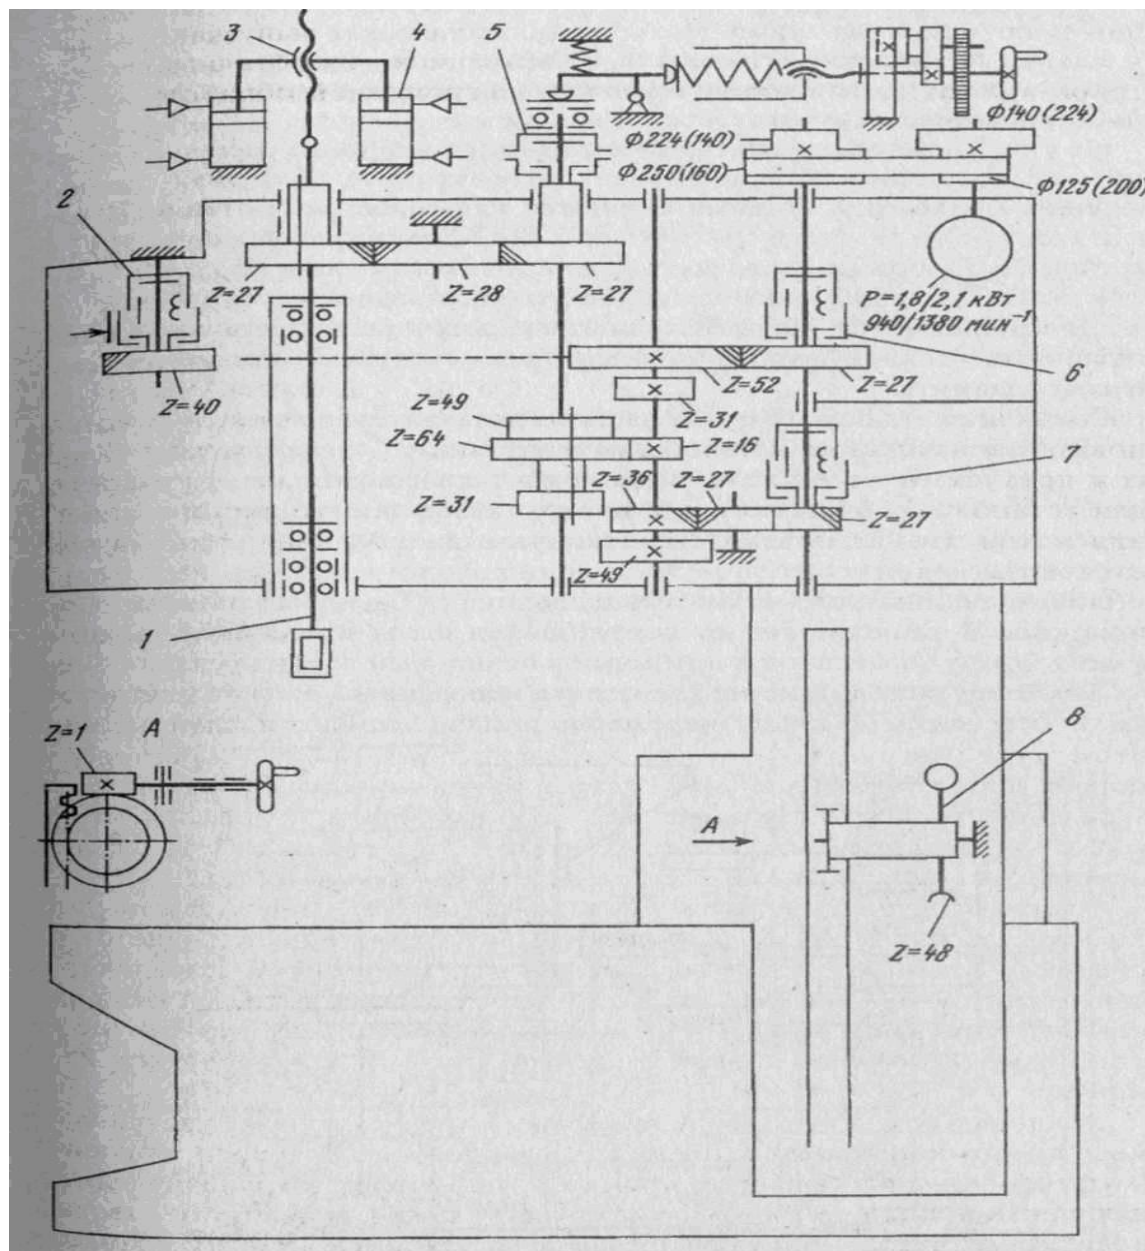 3
4
5
Ф140(224)
Ф224(140)
Ф250(160)
Ф125(200)
2
Z=27
Z=28
Z=27
P=1,8/2,1 кВт
940/1380 мин⁻¹
6
Z=40
Z=49
Z=52
Z=27
Z=31
Z=64
Z=16
7
Z=31
Z=36
Z=27
Z=27
Z=49
1
Z=1
A
8
A
Z=48